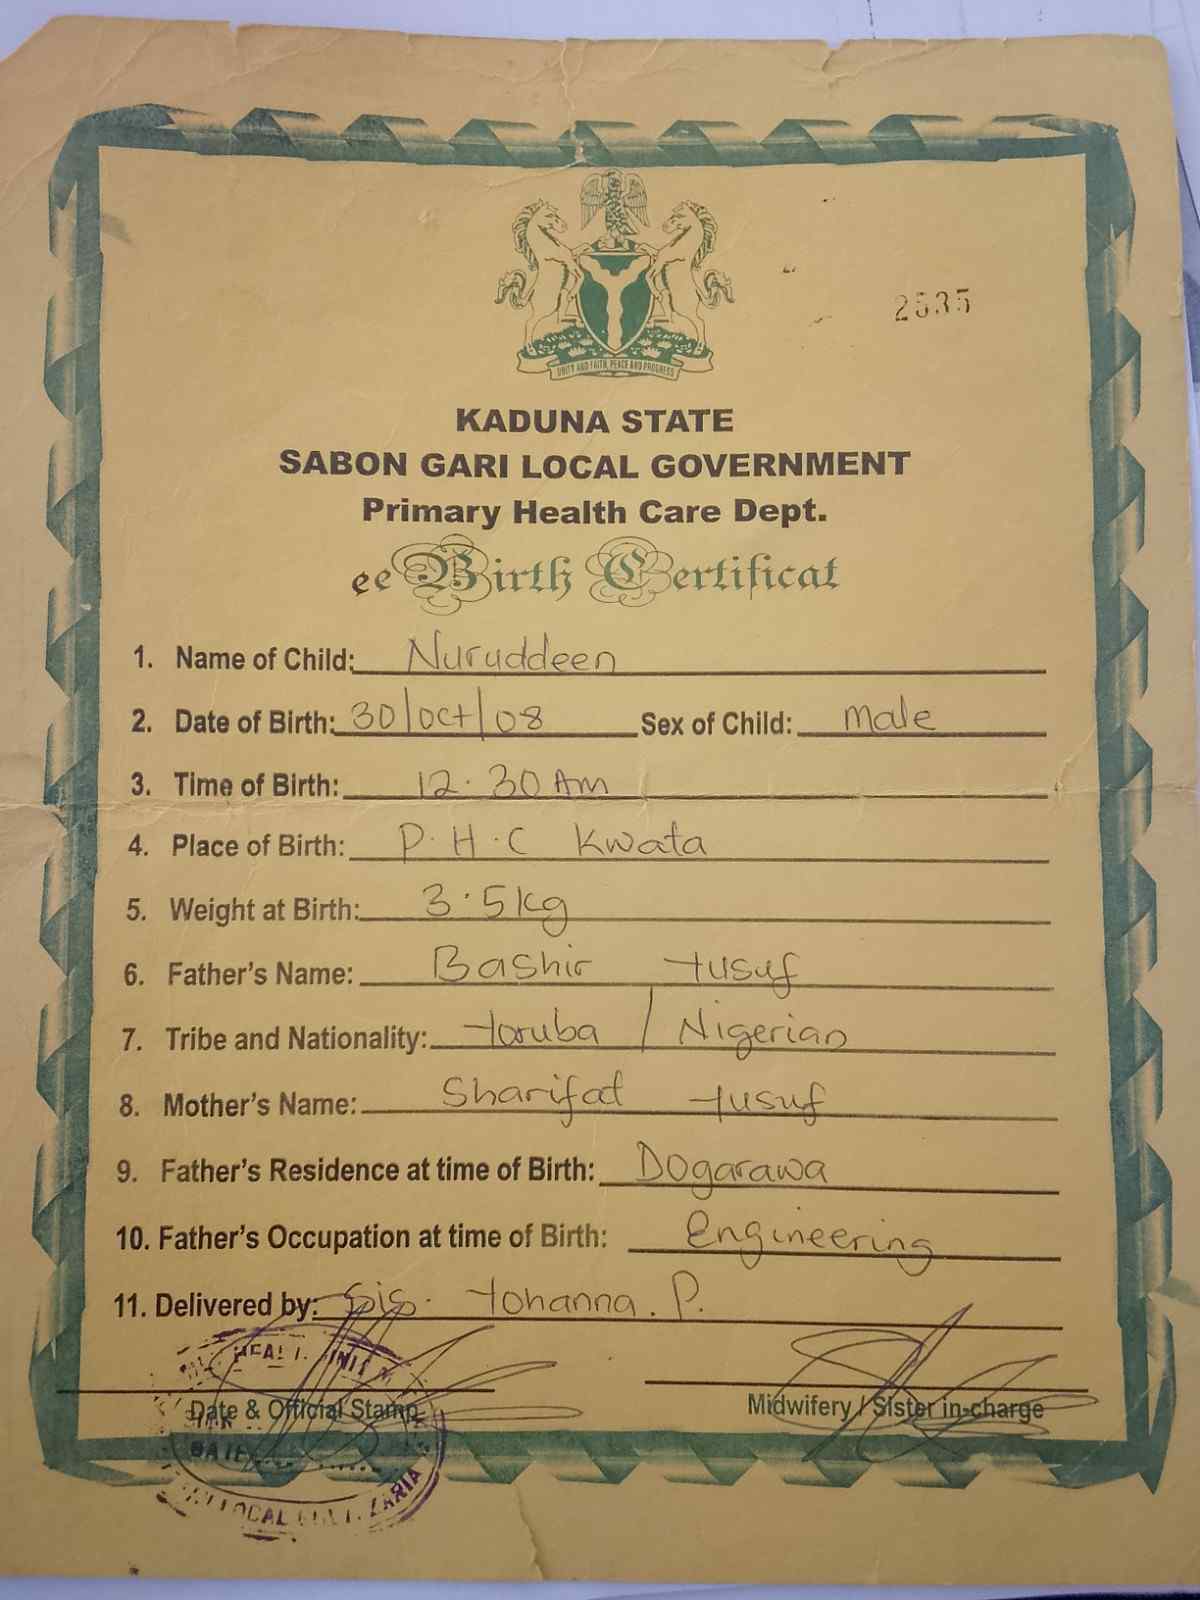 UNITY AND FAITH, PEACE AND PROGRESS
2535
KADUNA STATE
SABON GARI LOCAL GOVERNMENT
Primary Health Care Dept.
ee Birth Certificat
1. Name of Child: Nuruddeen
2. Date of Birth: 30/Oct/08 Sex of Child: Male
3. Time of Birth: 12.30 Am
4. Place of Birth: P.H.C Kwata
5. Weight at Birth: 3.5kg
6. Father's Name: Bashir Yusuf
7. Tribe and Nationality: Yoruba / Nigerian
8. Mother's Name: Sharifat Yusuf
9. Father's Residence at time of Birth: Dogarawa
10. Father's Occupation at time of Birth: Engineering
11. Delivered by: Sis. Yohanna. P.
Date & Official Stamp
Midwifery / Sister in-charge
DATE
LOCAL ZARIA